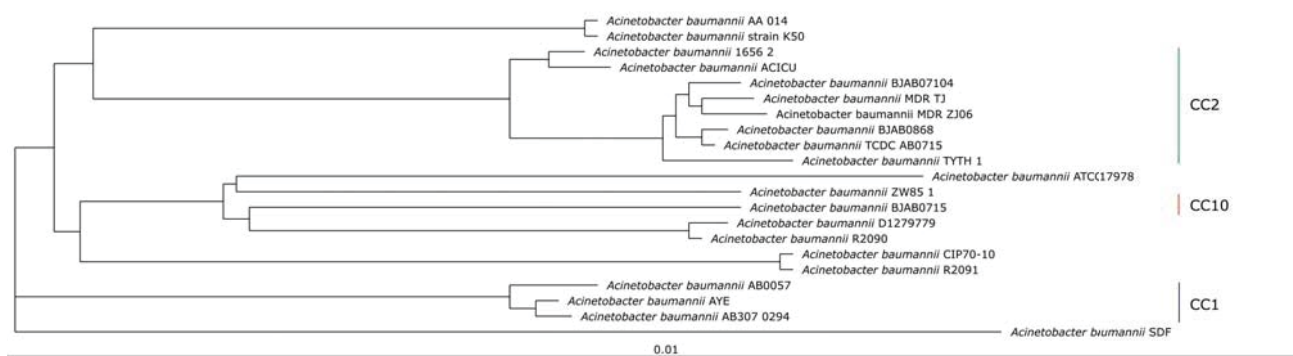 Acinetobacter baumannii AA 014
Acinetobacter baumannii strain K50
Acinetobacter baumannii 1656 2
Acinetobacter baumannii ACICU
Acinetobacter baumannii BJAB07104
Acinetobacter baumannii MDR TJ
CC2
Acinetobacter baumannii MDR ZJ06
Acinetobacter baumannii BJAB0868
Acinetobacter baumannii TCDC AB0715
Acinetobacter baumannii TYTH 1
Acinetobacter baumannii ATCC17978
Acinetobacter baumannii ZW85 1
CC10
Acinetobacter baumannii BJAB0715
Acinetobacter baumannii D1279779
Acinetobacter baumannii R2090
Acinetobacter baumannii CIP70-10
Acinetobacter baumannii R2091
Acinetobacter baumannii AB0057
Acinetobacter baumannii AYE
CC1
Acinetobacter baumannii AB307 0294
Acinetobacter baumannii SDF
0.01